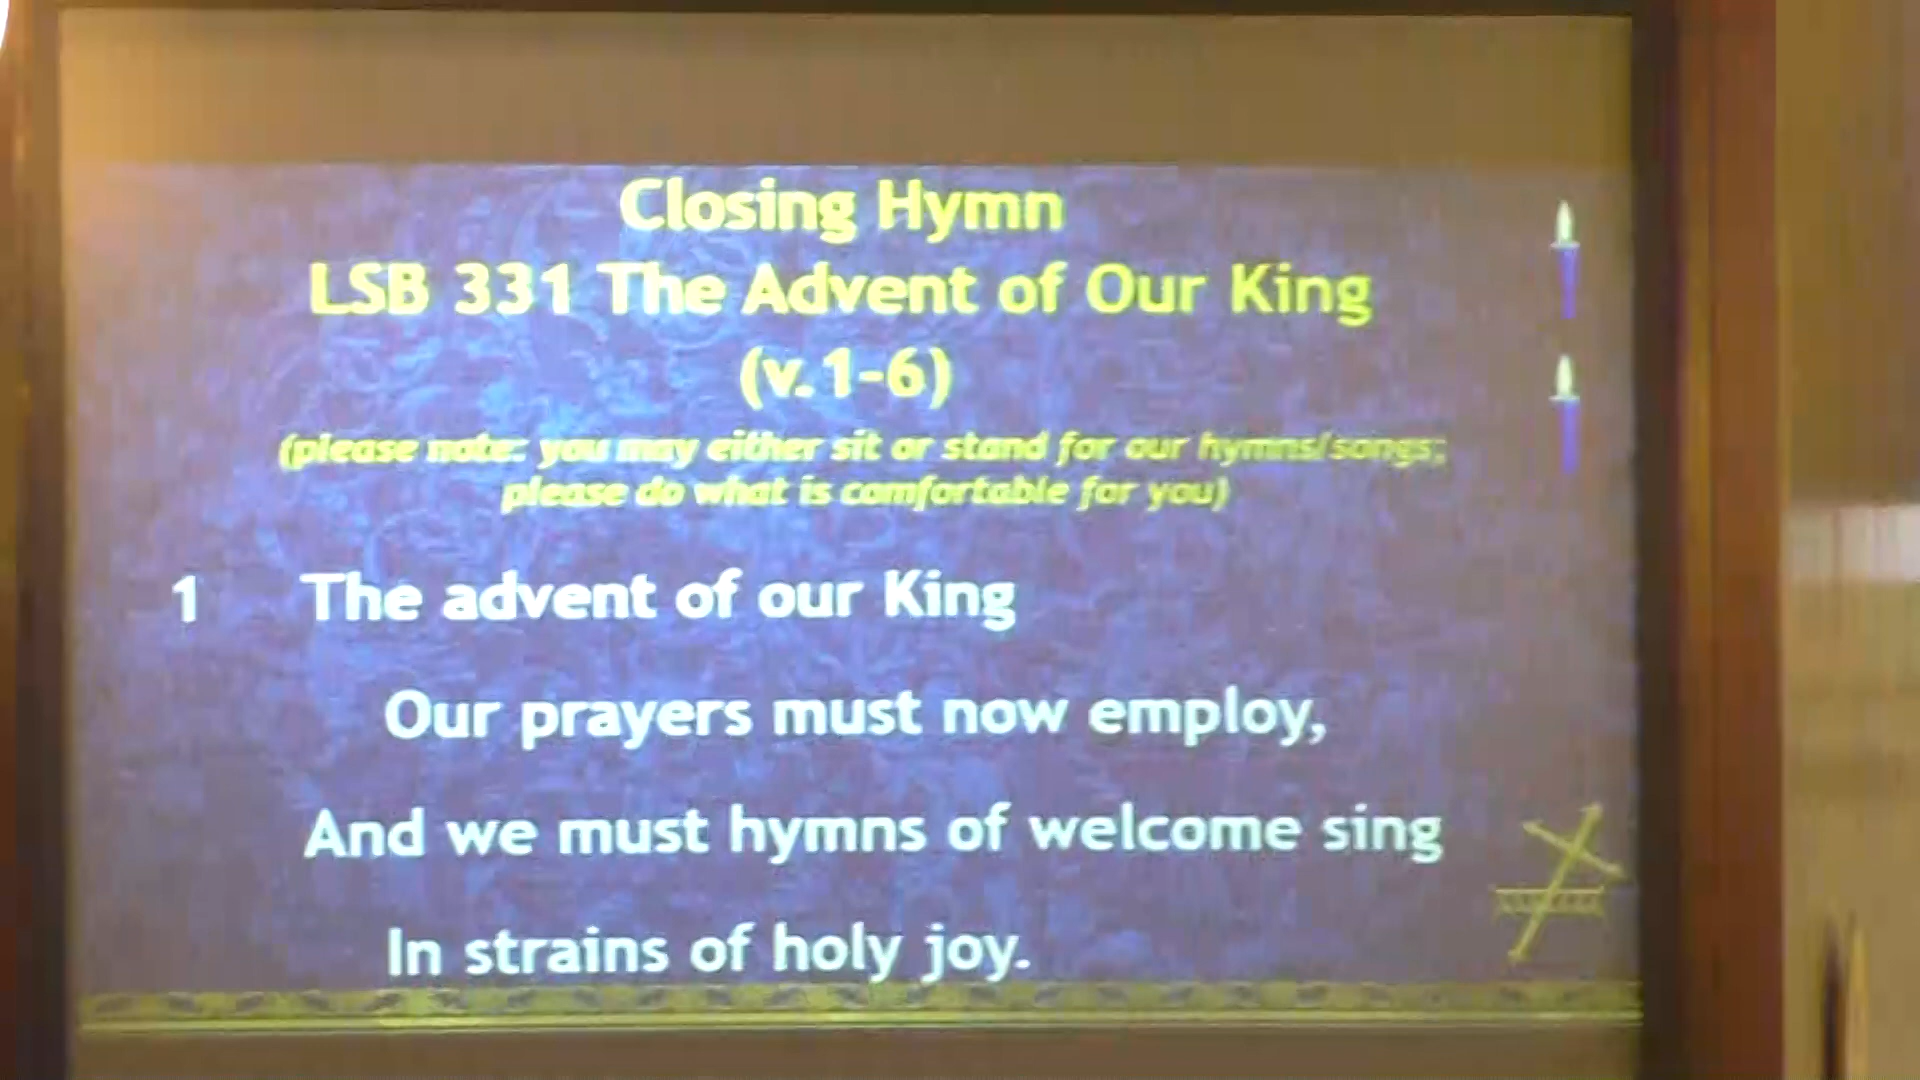 Closing Hymn
LSB 331 The Advent of Our King
(v. 1-6)
(please note: you may either sit or stand for our hymns/songs;
please do what is comfortable for you)
1 The advent of our King
Our prayers must now employ,
And we must hymns of welcome sing
In strains of holy joy.